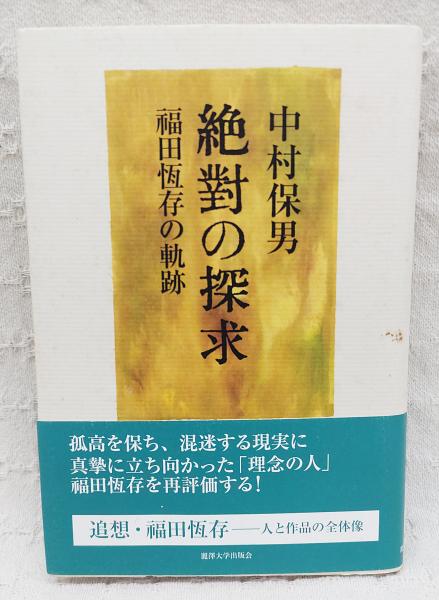 中村保男
絶對の探求
福田恆存の軌跡
孤高を保ち、混迷する現実に
真摯に立ち向かった「理念の人」
福田恆存を再評価する!
追想・福田恆存──人と作品の全体像
麗澤大学出版会